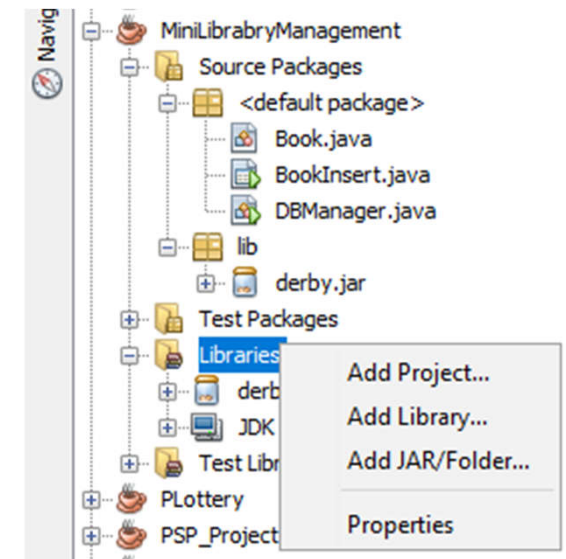 Navig
MiniLibrabryManagement
Source Packages
<default package>
Book.java
BookInsert.java
DBManager.java
lib
derby.jar
Test Packages
Libraries
derb
JDK
Test Libr
PLottery
PSP_Project
Add Project...
Add Library...
Add JAR/Folder...
Properties